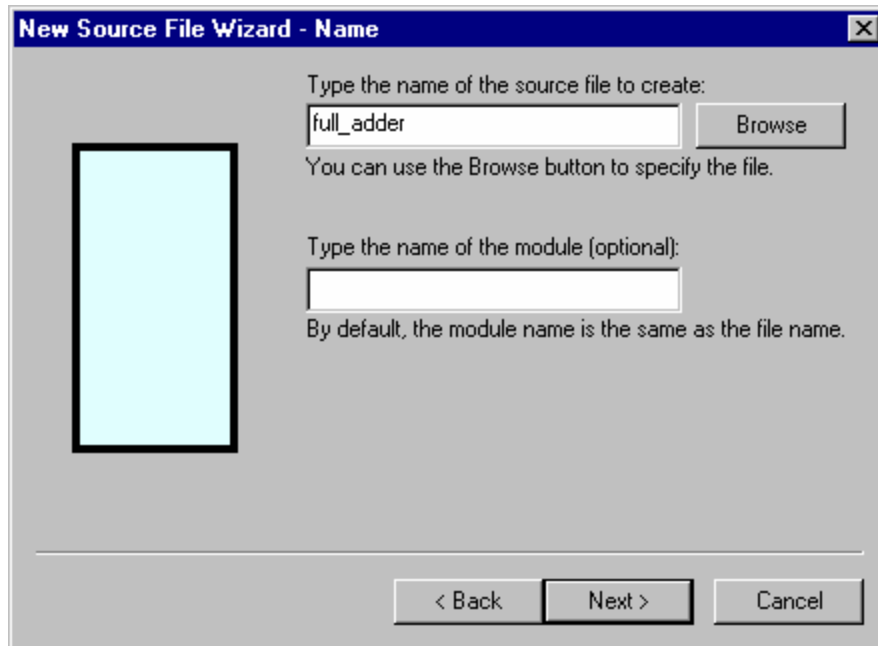 New Source File Wizard - Name
Type the name of the source file to create:
full_adder
Browse
You can use the Browse button to specify the file.
Type the name of the module (optional):
By default, the module name is the same as the file name.
< Back
Next >
Cancel